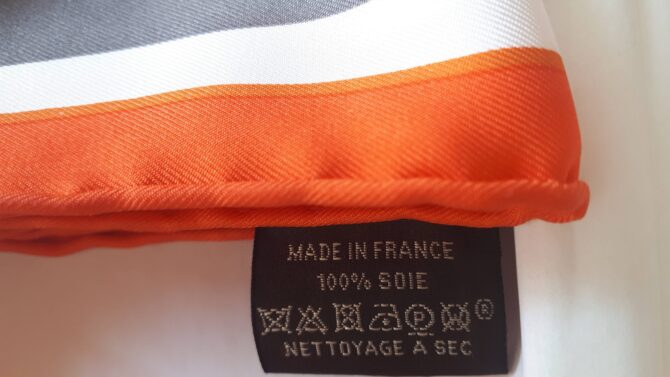 MADE IN FRANCE
100% SOIE
P ®
NETTOYAGE A SEC